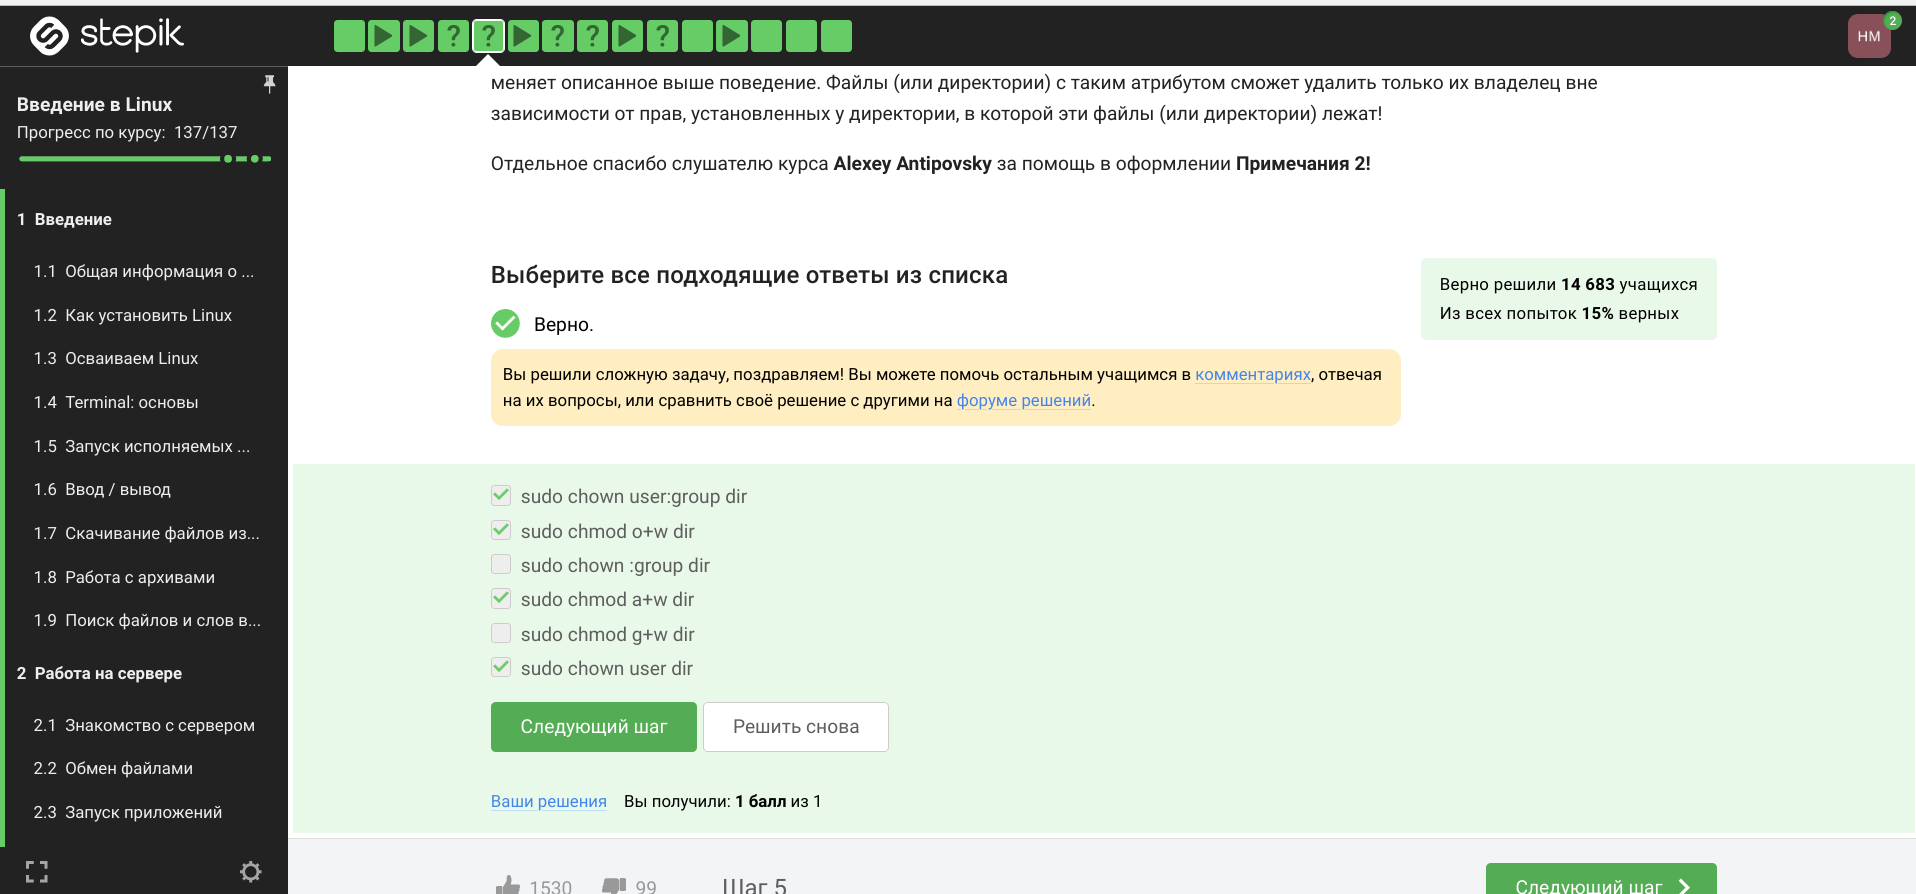 stepik
? ? ? ? ?
2
НМ
Введение в Linux
Прогресс по курсу: 137/137
1 Введение
1.1 Общая информация о ...
1.2 Как установить Linux
1.3 Осваиваем Linux
1.4 Terminal: основы
1.5 Запуск исполняемых ...
1.6 Ввод / вывод
1.7 Скачивание файлов из...
1.8 Работа с архивами
1.9 Поиск файлов и слов в...
2 Работа на сервере
2.1 Знакомство с сервером
2.2 Обмен файлами
2.3 Запуск приложений
меняет описанное выше поведение. Файлы (или директории) с таким атрибутом сможет удалить только их владелец вне
зависимости от прав, установленных у директории, в которой эти файлы (или директории) лежат!
Отдельное спасибо слушателю курса Alexey Antipovsky за помощь в оформлении Примечания 2!
Выберите все подходящие ответы из списка
Верно решили 14 683 учащихся
Из всех попыток 15% верных
Верно.
Вы решили сложную задачу, поздравляем! Вы можете помочь остальным учащимся в комментариях, отвечая
на их вопросы, или сравнить своё решение с другими на форуме решений.
sudo chown user:group dir
sudo chmod o+w dir
sudo chown :group dir
sudo chmod a+w dir
sudo chmod g+w dir
sudo chown user dir
Следующий шаг Решить снова
Ваши решения Вы получили: 1 балл из 1
1530 99 Шаг 5 Следующий шаг